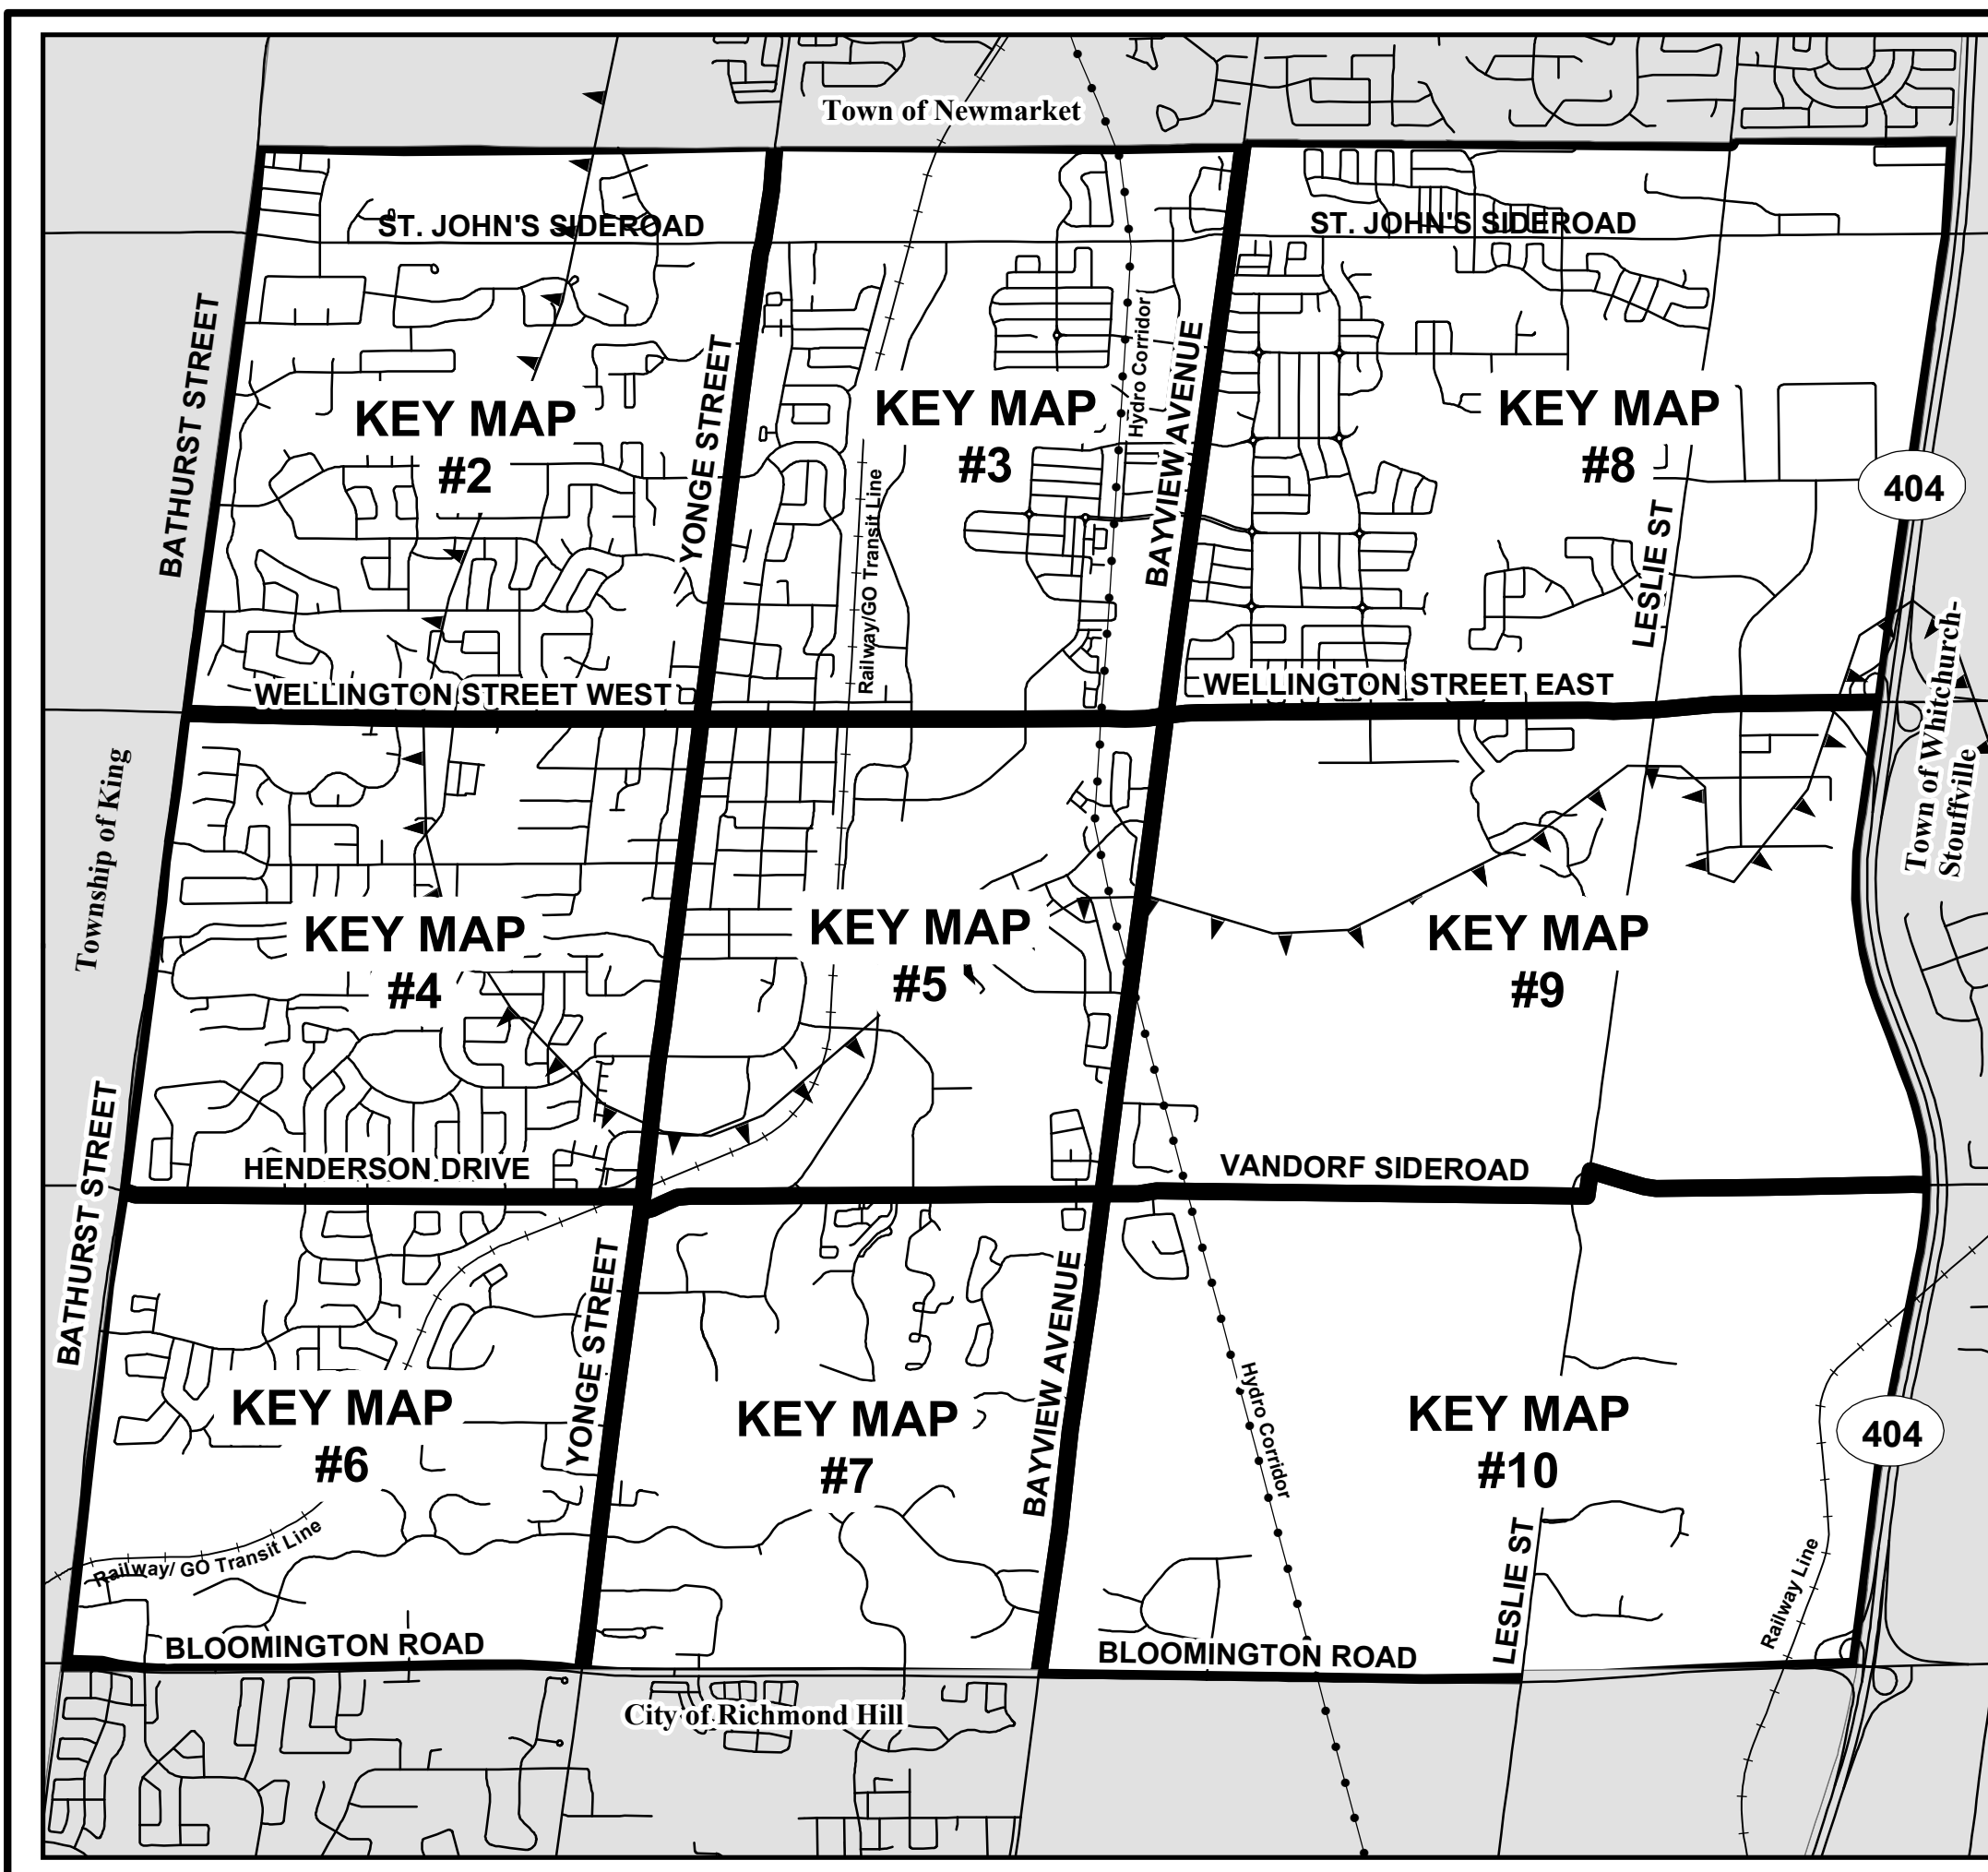 Town of Newmarket
ST. JOHN'S SIDEROAD
ST. JOHN'S SIDEROAD
BATHURST STREET
YONGE STREET
Hydro Corridor
BAYVIEW AVENUE
KEY MAP
#2
KEY MAP
#3
KEY MAP
#8
404
Railway/GO Transit Line
LESLIE ST
WELLINGTON STREET WEST
WELLINGTON STREET EAST
Town of Whitchurch-
Stouffville
Township of King
KEY MAP
#4
KEY MAP
#5
KEY MAP
#9
BATHURST STREET
HENDERSON DRIVE
VANDORF SIDEROAD
YONGE STREET
BAYVIEW AVENUE
Hydro Corridor
KEY MAP
#6
KEY MAP
#7
KEY MAP
#10
404
Railway/ GO Transit Line
LESLIE ST
Railway Line
BLOOMINGTON ROAD
BLOOMINGTON ROAD
City of Richmond Hill